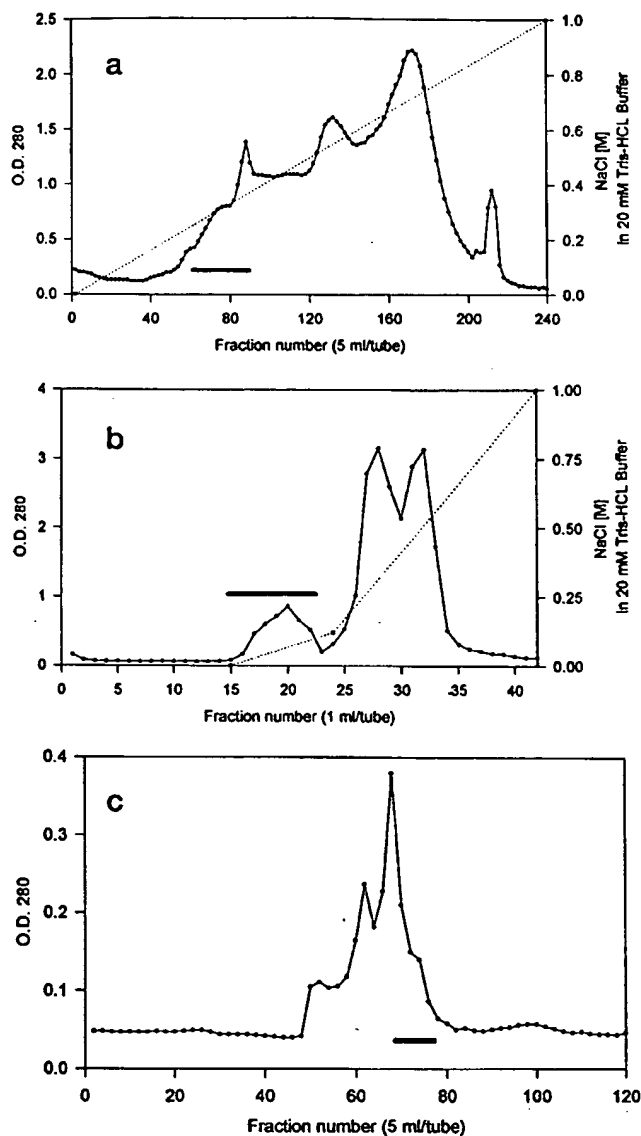 a
2.5
2.0
1.5
1.0
0.5
0.0
O.D. 280
1.0
0.8
0.6
0.4
0.2
0.0
NaCl [M]
In 20 mM Tris-HCL Buffer
0 40 80 120 160 200 240
Fraction number (5 ml/tube)
b
4
3
2
1
0
O.D. 280
1.00
0.75
0.50
0.25
0.00
NaCl [M]
In 20 mM Tris-HCL Buffer
0 5 10 15 20 25 30 35 40
Fraction number (1 ml/tube)
c
0.4
0.3
0.2
0.1
0.0
O.D. 280
0 20 40 60 80 100 120
Fraction number (5 ml/tube)